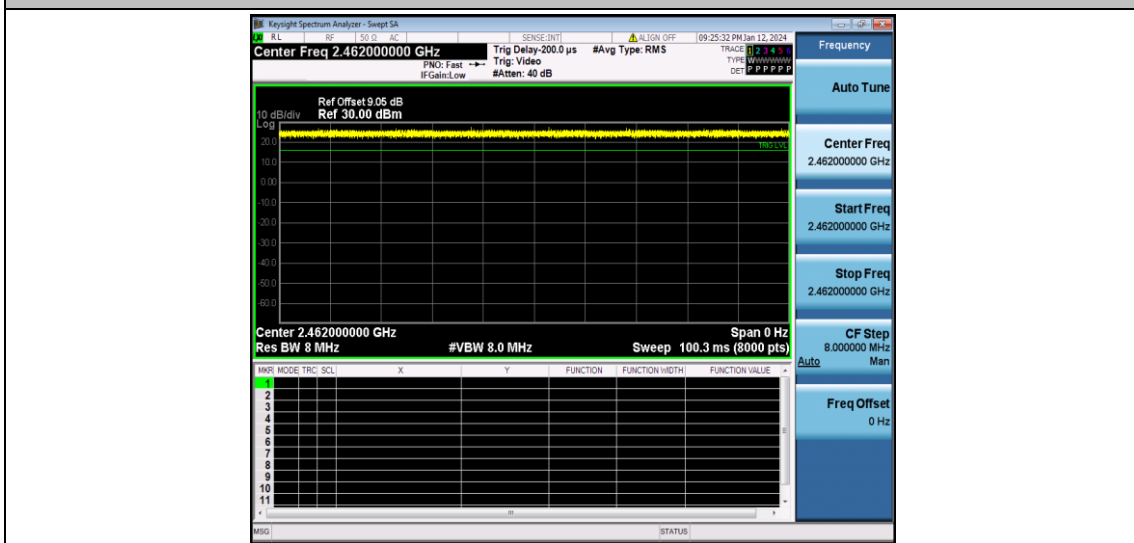 Keysight Spectrum Analyzer - Swept SA
RL RF 50 Ω AC SENSE:INT ALIGN OFF 09:25:32 PM Jan 12, 2024
Center Freq 2.462000000 GHz
PNO: Fast
IFGain:Low
Trig Delay-200.0 µs
Trig: Video
#Atten: 40 dB
#Avg Type: RMS
TRACE 1 2 3 4 5 6
TYPE WWWWWW
DET P P P P P P
Ref Offset 9.05 dB
10 dB/div Ref 30.00 dBm
Log
20.0
10.0
0.00
-10.0
-20.0
-30.0
-40.0
-50.0
-60.0
TRIG LVL
Center 2.462000000 GHz Span 0 Hz
Res BW 8 MHz #VBW 8.0 MHz Sweep 100.3 ms (8000 pts)
MKR MODE TRC SCL X Y FUNCTION FUNCTION WIDTH FUNCTION VALUE
1
2
3
4
5
6
7
8
9
10
11
MSG STATUS
Frequency
Auto Tune
Center Freq
2.462000000 GHz
Start Freq
2.462000000 GHz
Stop Freq
2.462000000 GHz
CF Step
8.000000 MHz
Auto Man
Freq Offset
0 Hz